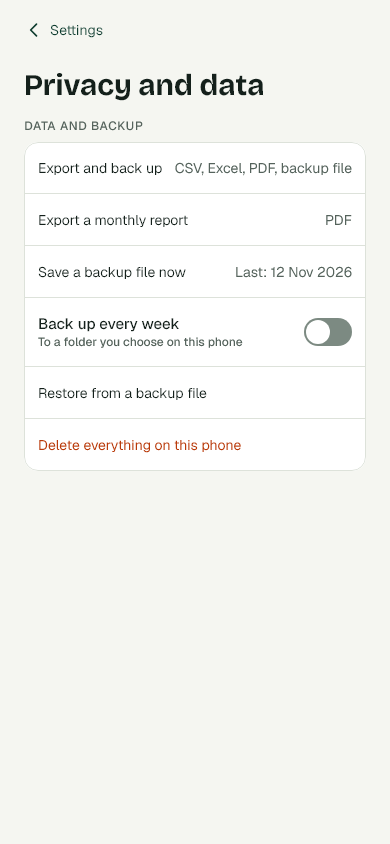 Settings
Privacy and data
DATA AND BACKUP
Export and back up CSV, Excel, PDF, backup file
Export a monthly report PDF
Save a backup file now Last: 12 Nov 2026
Back up every week
To a folder you choose on this phone
Restore from a backup file
Delete everything on this phone